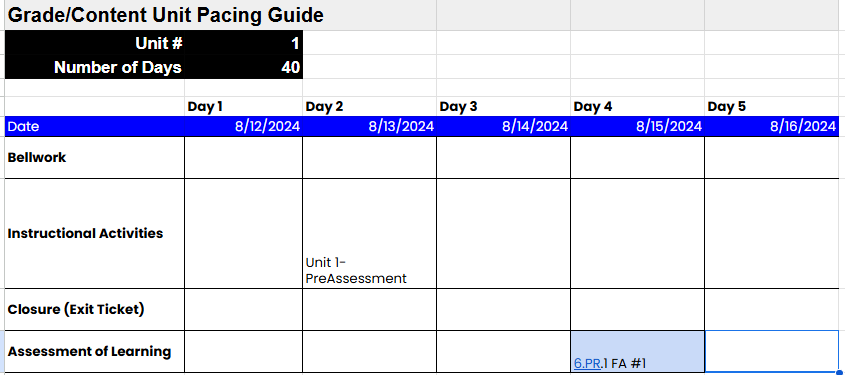 Grade/Content Unit Pacing Guide
Unit # 1
Number of Days 40
Day 1 Day 2 Day 3 Day 4 Day 5
Date 8/12/2024 8/13/2024 8/14/2024 8/15/2024 8/16/2024
Bellwork
Instructional Activities
Unit 1-
PreAssessment
Closure (Exit Ticket)
Assessment of Learning
6.PR.1 FA #1